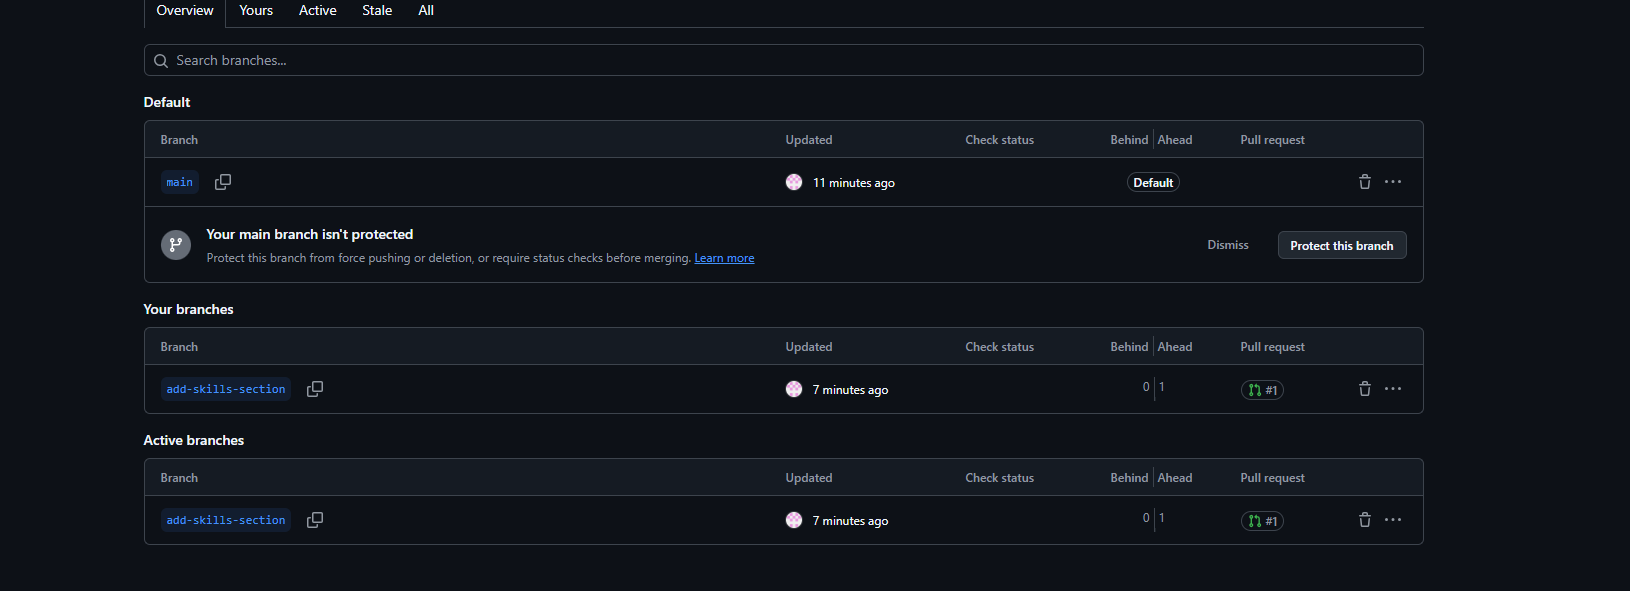 Overview Yours Active Stale All
Search branches...
Default
Branch Updated Check status Behind Ahead Pull request
main 11 minutes ago Default
Your main branch isn't protected
Protect this branch from force pushing or deletion, or require status checks before merging. Learn more
Dismiss Protect this branch
Your branches
Branch Updated Check status Behind Ahead Pull request
add-skills-section 7 minutes ago 0 1 #1
Active branches
Branch Updated Check status Behind Ahead Pull request
add-skills-section 7 minutes ago 0 1 #1